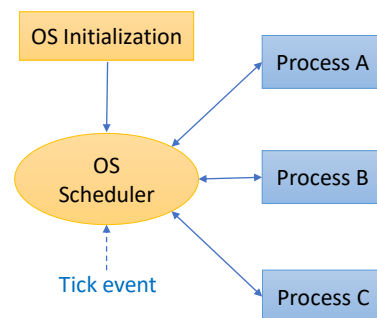 OS Initialization
Process A
OS
Scheduler
Process B
Tick event
Process C